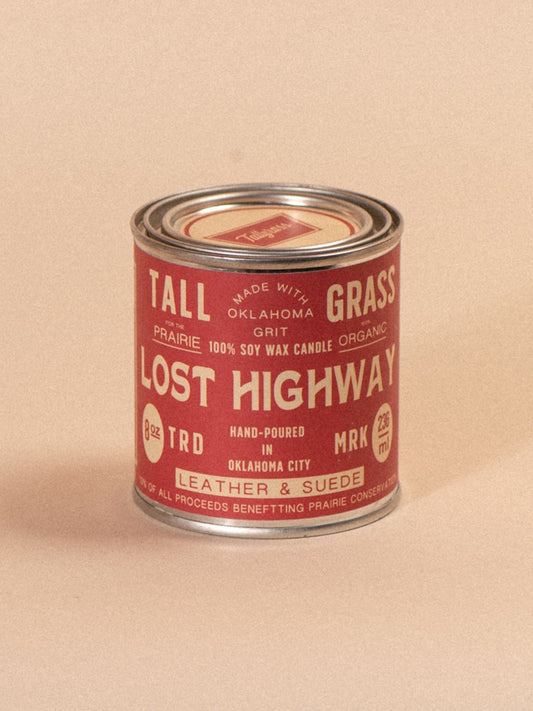 Tallgrass
TALL
MADE WITH
OKLAHOMA
GRIT
GRASS
FOR THE
PRAIRIE
100% SOY WAX CANDLE
ORGANIC
LOST HIGHWAY
8 oz
TRD
HAND-POURED
IN
OKLAHOMA CITY
MRK
236
ml
LEATHER & SUEDE
OF ALL PROCEEDS BENEFTTING PRAIRIE